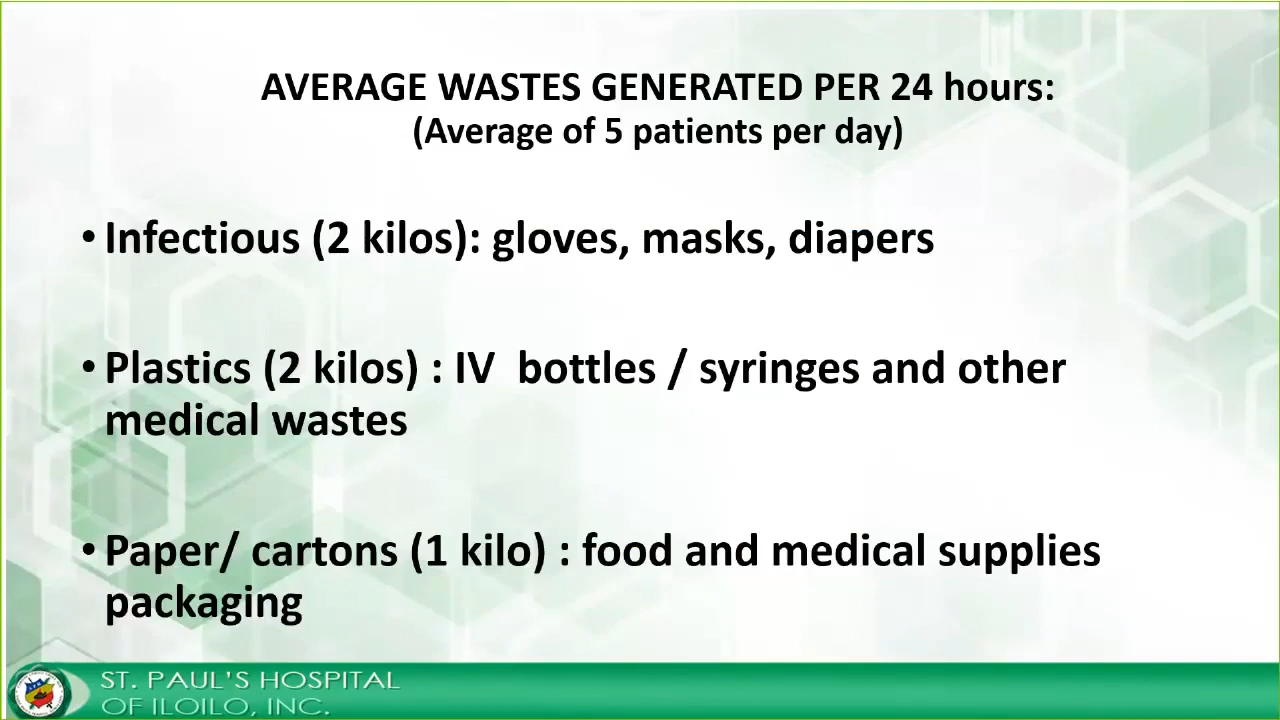 AVERAGE WASTES GENERATED PER 24 hours:
(Average of 5 patients per day)
• Infectious (2 kilos): gloves, masks, diapers
• Plastics (2 kilos) : IV  bottles / syringes and other
medical wastes
• Paper/ cartons (1 kilo) : food and medical supplies
packaging
ST. PAUL'S HOSPITAL
OF ILOILO, INC.